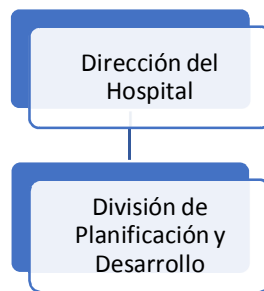 Dirección del
Hospital
División de
Planificación y
Desarrollo